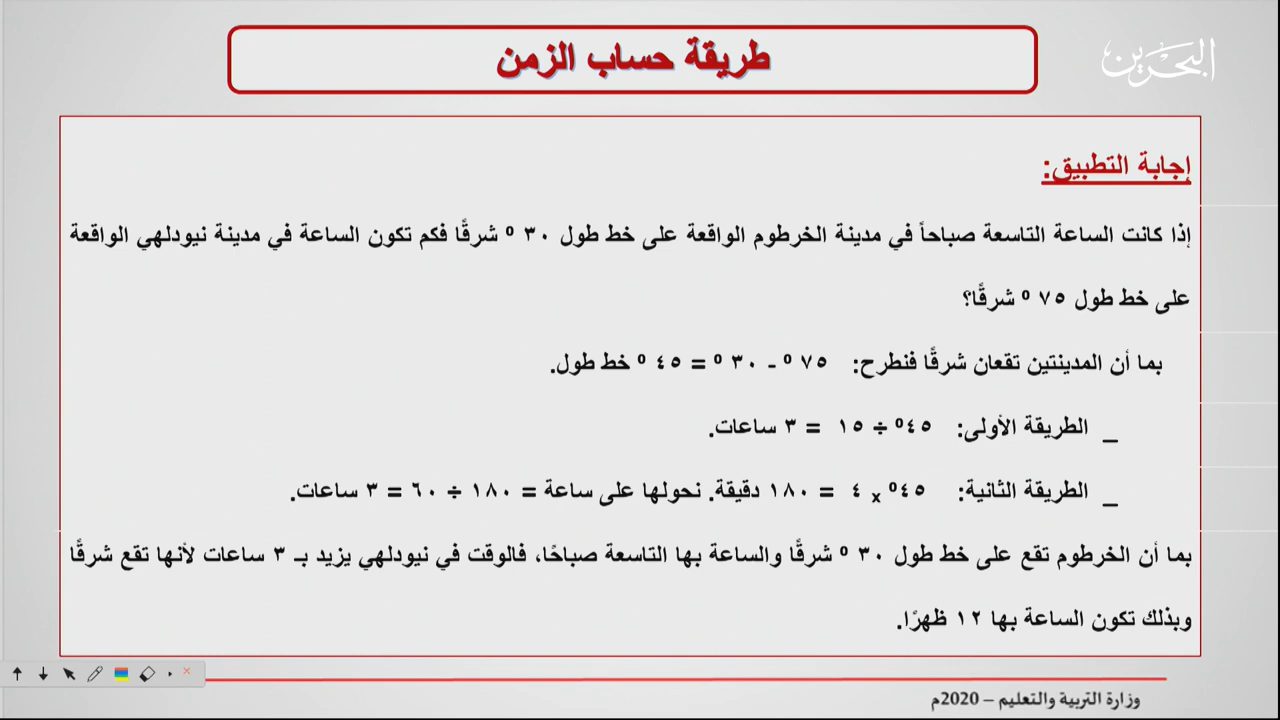 طريقة حساب الزمن
البحرين
إجابة التطبيق:
إذا كانت الساعة التاسعة صباحاً في مدينة الخرطوم الواقعة على خط طول ٣٠ º شرقًا فكم تكون الساعة في مدينة نيودلهي الواقعة
على خط طول ٧٥ º شرقًا؟
بما أن المدينتين تقعان شرقًا فنطرح: ٧٥ º - ٣٠ º = ٤٥ º خط طول.
_ الطريقة الأولى: ٤٥º ÷ ١٥ = ٣ ساعات.
_ الطريقة الثانية: ٤٥º x ٤ = ١٨٠ دقيقة. نحولها على ساعة = ١٨٠ ÷ ٦٠ = ٣ ساعات.
بما أن الخرطوم تقع على خط طول ٣٠ º شرقًا والساعة بها التاسعة صباحًا، فالوقت في نيودلهي يزيد بـ ٣ ساعات لأنها تقع شرقًا
وبذلك تكون الساعة بها ١٢ ظهرًا.
وزارة التربية والتعليم – 2020م